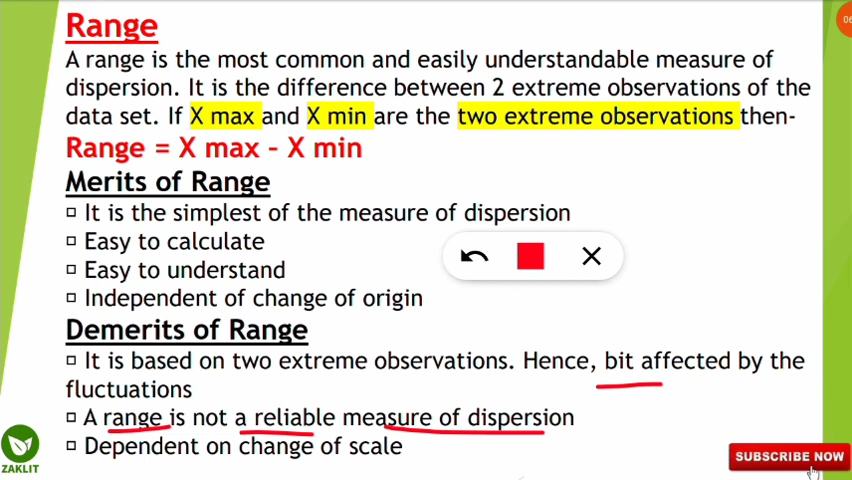 Range
06
A range is the most common and easily understandable measure of
dispersion. It is the difference between 2 extreme observations of the
data set. If X max and X min are the two extreme observations then-
Range = X max - X min
Merits of Range
It is the simplest of the measure of dispersion
Easy to calculate
Easy to understand
Independent of change of origin
Demerits of Range
It is based on two extreme observations. Hence, bit affected by the
fluctuations
A range is not a reliable measure of dispersion
Dependent on change of scale
ZAKLIT
SUBSCRIBE NOW